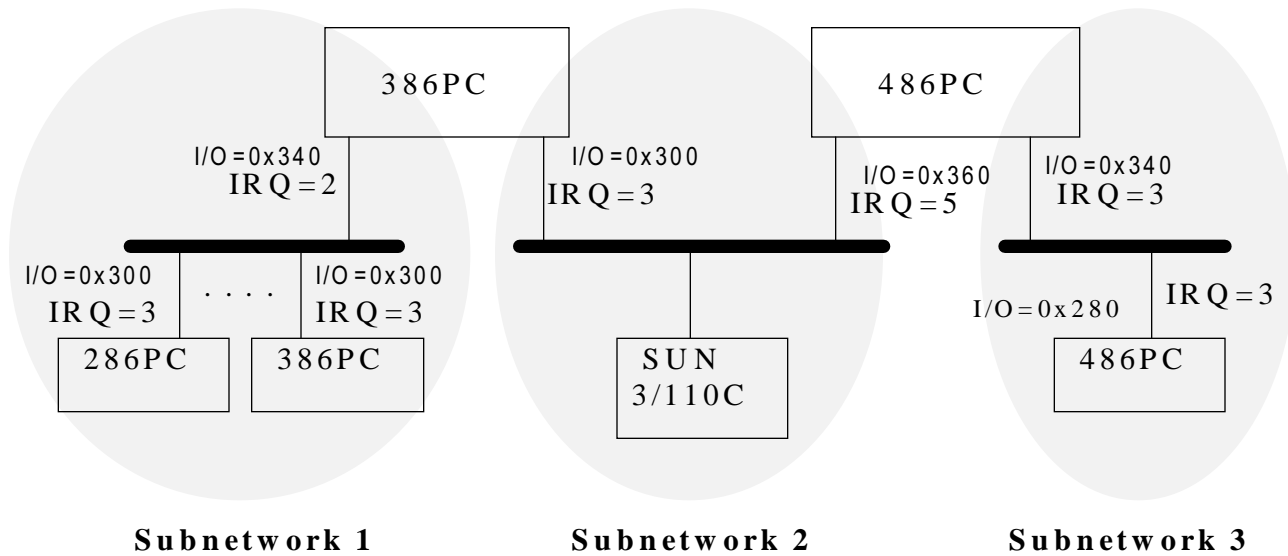 386PC
486PC
I/O=0x340
IRQ=2
I/O=0x300
IRQ=3
I/O=0x360
IRQ=5
I/O=0x340
IRQ=3
I/O=0x300
IRQ=3
. . . .
I/O=0x300
IRQ=3
I/O=0x280
IRQ=3
286PC
386PC
SUN
3/110C
486PC
Subnetwork 1
Subnetwork 2
Subnetwork 3